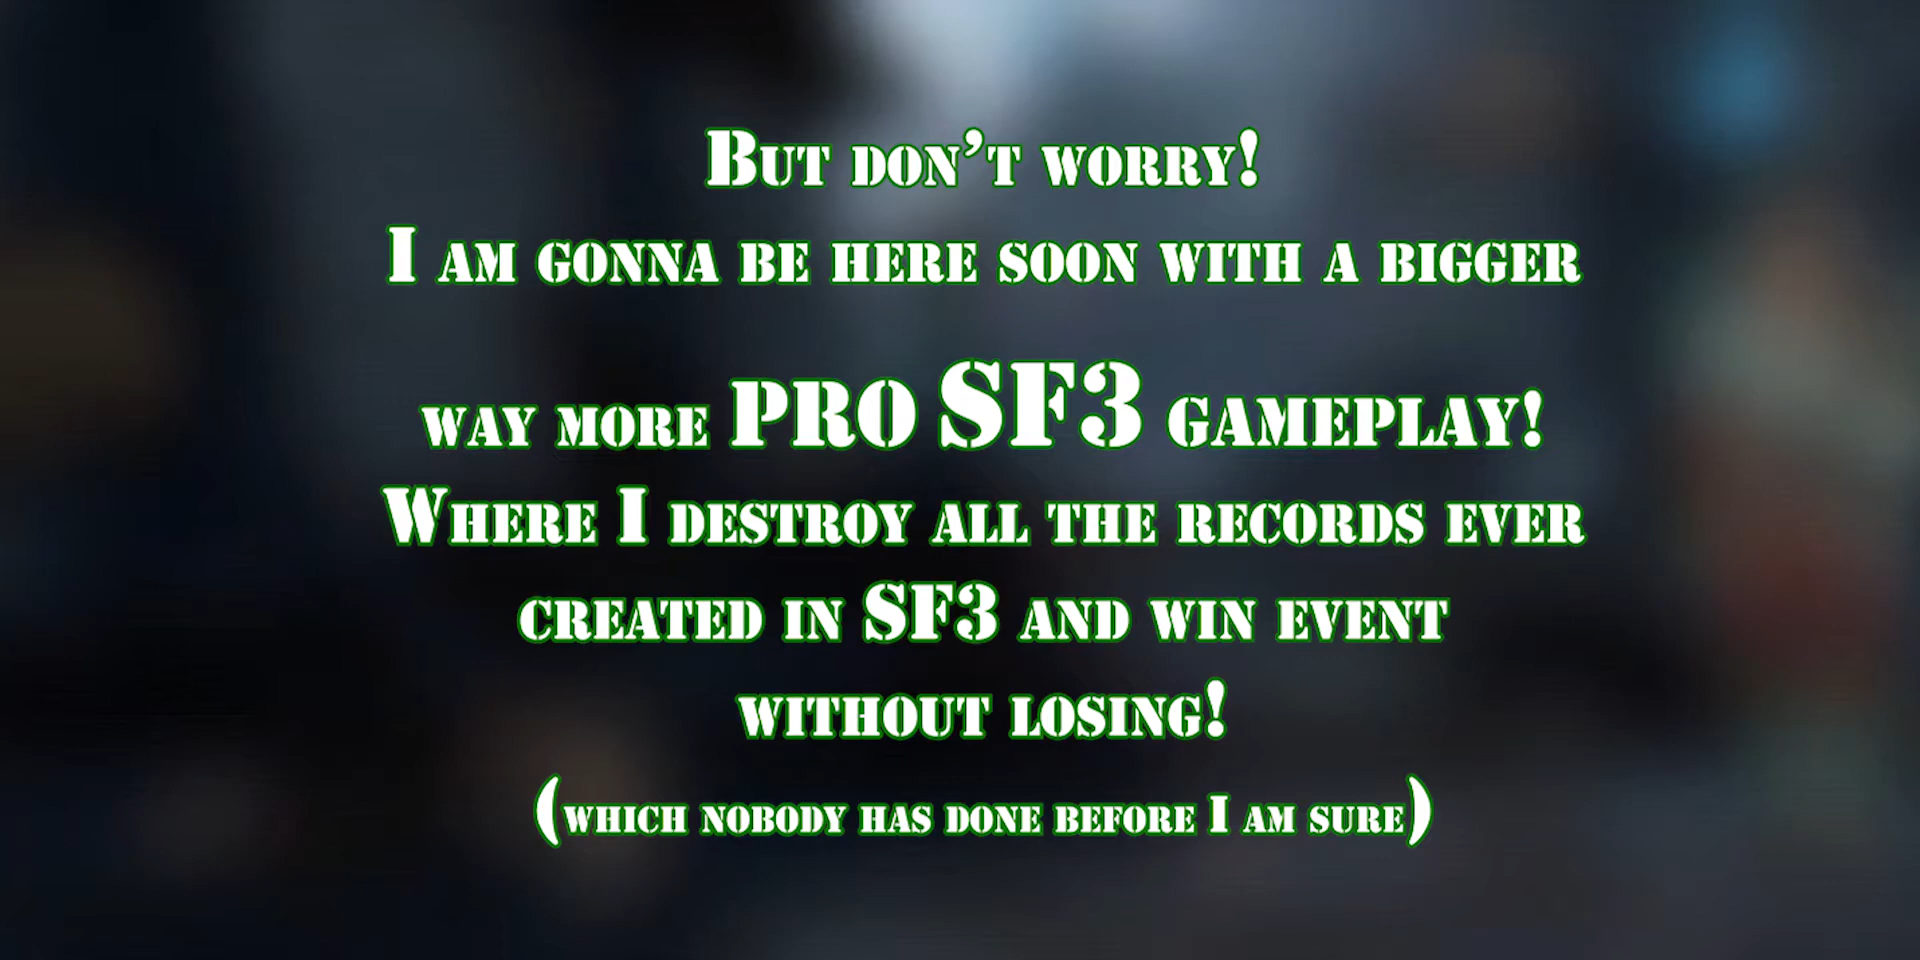 But don't worry!
I am gonna be here soon with a bigger
way more PRO SF3 gameplay!
Where I destroy all the records ever
created in SF3 and win event
without losing!
(which nobody has done before I am sure)